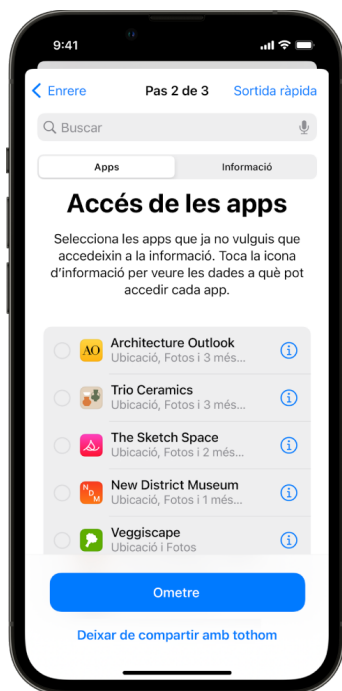 9:41
Enrere Pas 2 de 3 Sortida ràpida
Buscar
Apps Informació
Accés de les apps
Selecciona les apps que ja no vulguis que
accedeixin a la informació. Toca la icona
d'informació per veure les dades a què pot
accedir cada app.
AO Architecture Outlook
Ubicació, Fotos i 3 més...
Trio Ceramics
Ubicació, Fotos i 3 més...
The Sketch Space
Ubicació, Fotos i 2 més...
NDM New District Museum
Ubicació, Fotos i 1 més...
Veggiscape
Ubicació i Fotos
Ometre
Deixar de compartir amb tothom